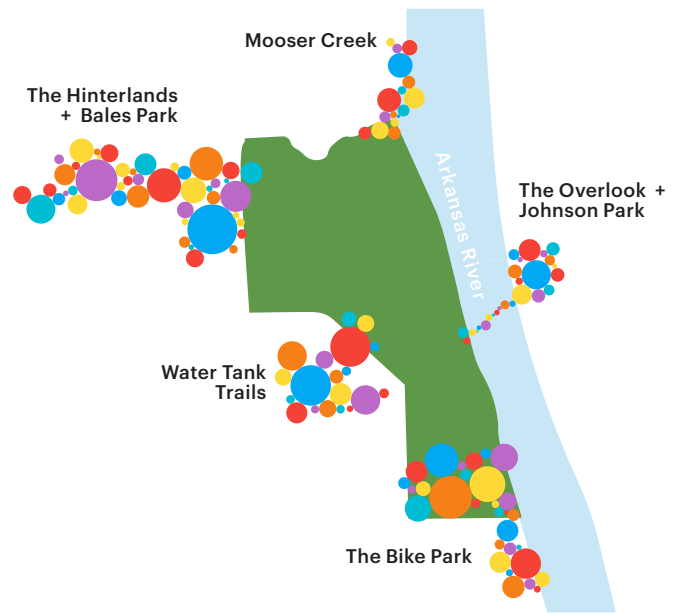 Mooser Creek
The Hinterlands
+ Bales Park
Arkansas River
The Overlook +
Johnson Park
Water Tank
Trails
The Bike Park